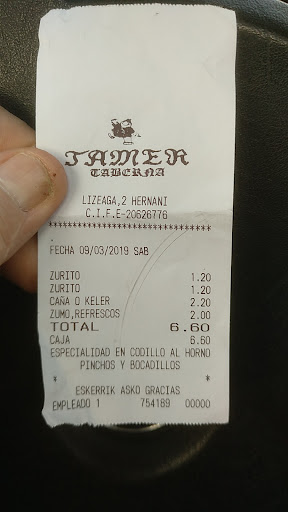 TAMER
TABERNA
LIZEAGA,2 HERNANI
C.I.F.E-20626776
****************************************
FECHA 09/03/2019 SAB
ZURITO 1.20
ZURITO 1.20
CAÑA O KELER 2.20
ZUMO,REFRESCOS 2.00
TOTAL 6.60
CAJA 6.60
ESPECIALIDAD EN CODILLO AL HORNO
PINCHOS Y BOCADILLOS
* *
ESKERRIK ASKO GRACIAS
EMPLEADO 1 754189 00000